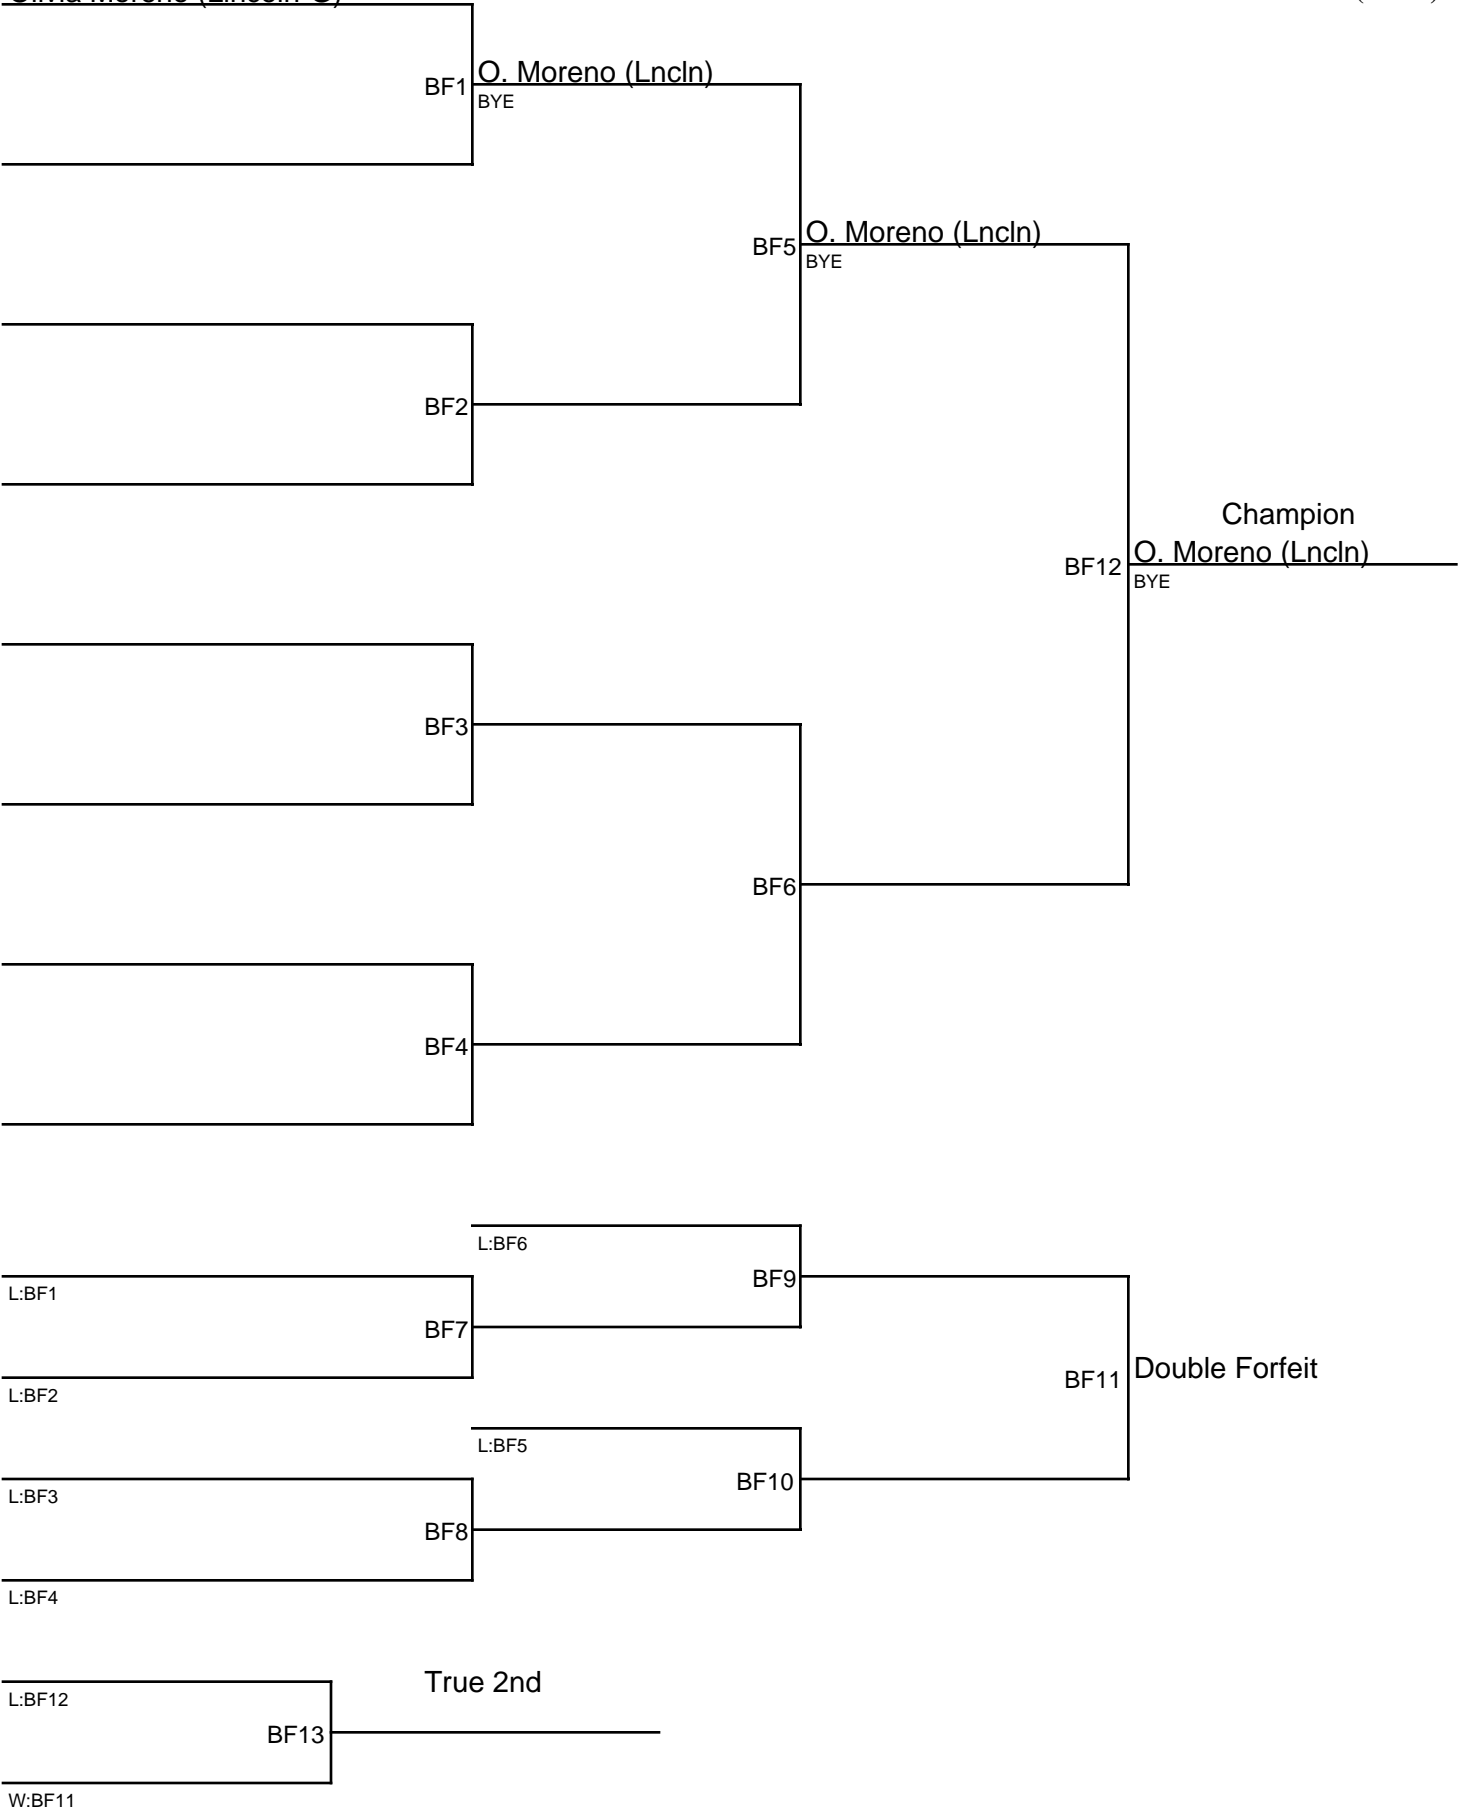 BF1
O. Moreno (Lncln)
BYE
BF5
O. Moreno (Lncln)
BYE
BF2
Champion
BF12
O. Moreno (Lncln)
BYE
BF3
BF6
BF4
L:BF6
BF9
L:BF1
BF7
BF11
Double Forfeit
L:BF2
L:BF5
BF10
L:BF3
BF8
L:BF4
True 2nd
L:BF12
BF13
W:BF11